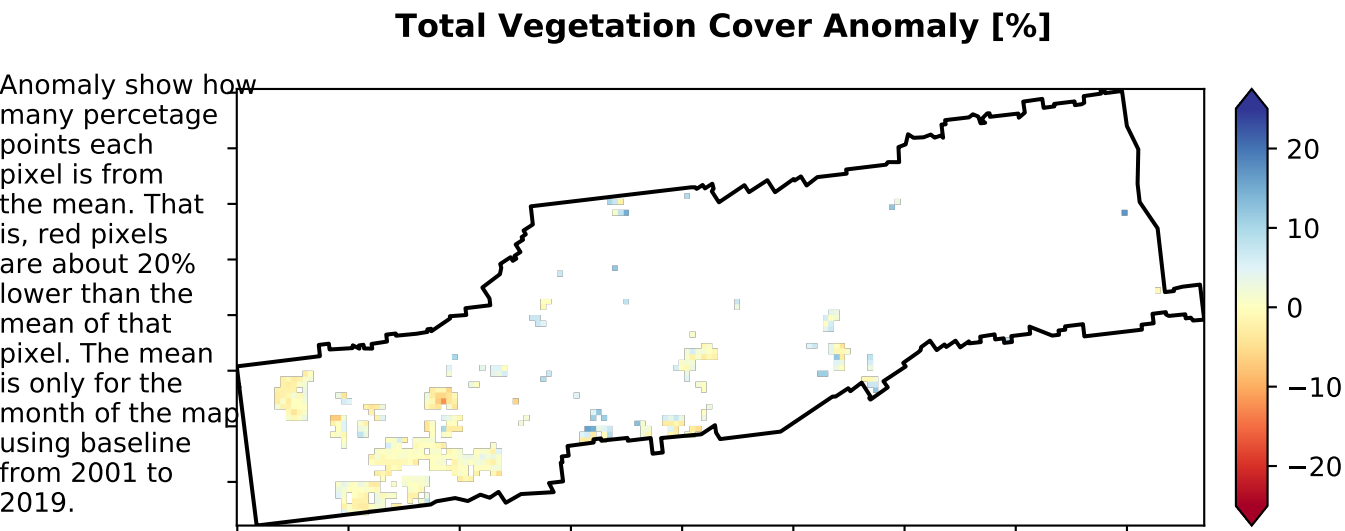 Total Vegetation Cover Anomaly [%]
Anomaly show how
many percetage
points each
pixel is from
the mean. That
is, red pixels
are about 20%
lower than the
mean of that
pixel. The mean
is only for the
month of the map
using baseline
from 2001 to
2019.
20
10
0
−10
−20